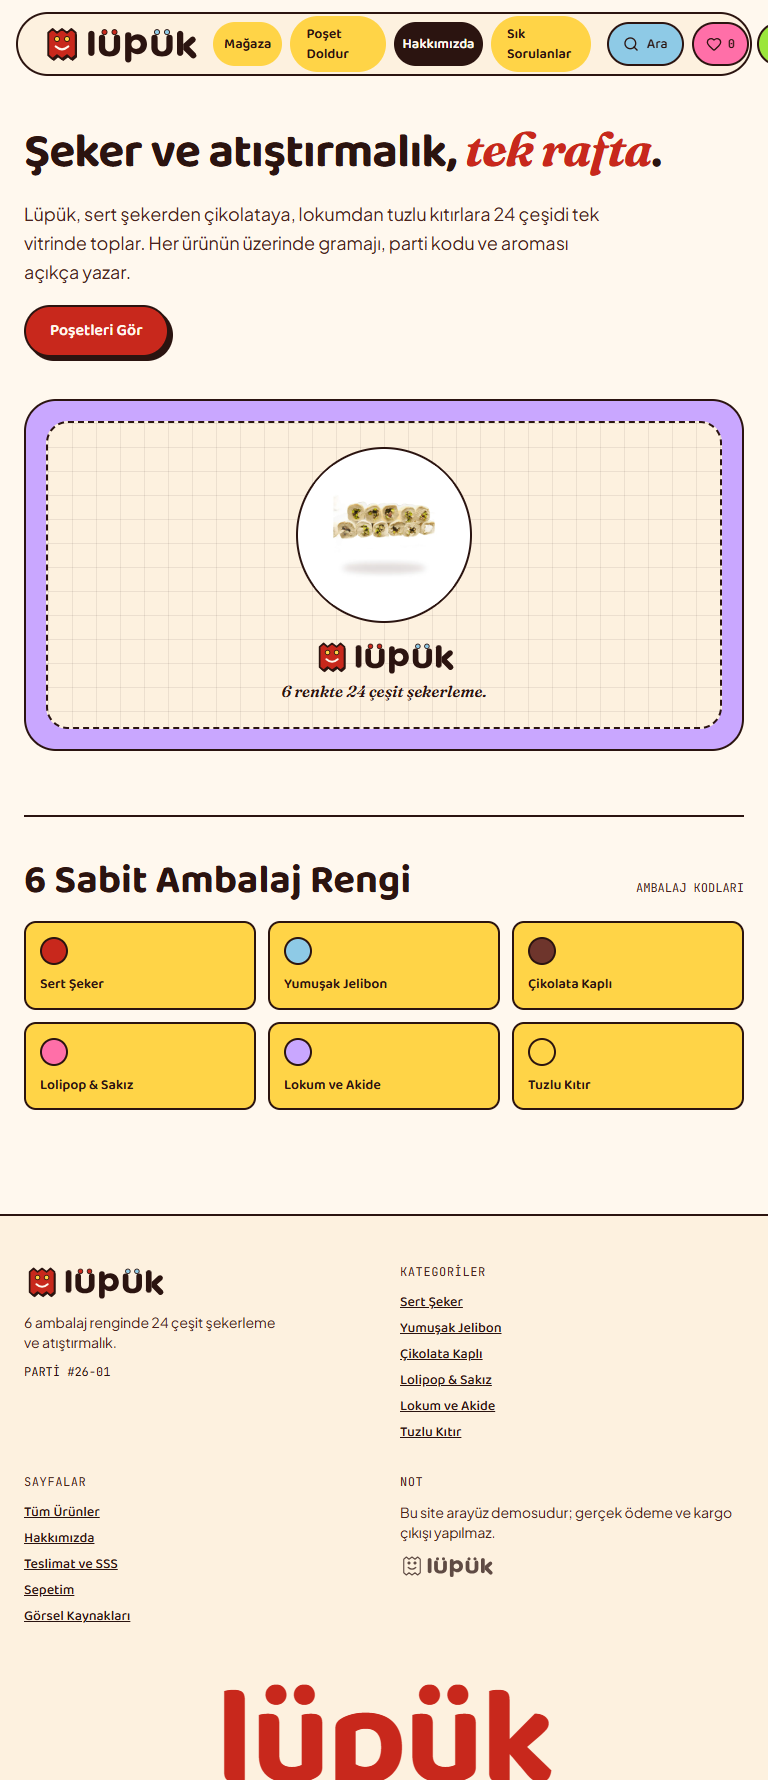 lüpük
Mağaza
Poşet Doldur
Hakkımızda
Sık Sorulanlar
Ara
0
Şeker ve atıştırmalık, tek rafta.
Lüpük, sert şekerden çikolataya, lokumdan tuzlu kıtırlara 24 çeşidi tek
vitrinde toplar. Her ürünün üzerinde gramajı, parti kodu ve aroması
açıkça yazar.
Poşetleri Gör
lüpük
6 renkte 24 çeşit şekerleme.
6 Sabit Ambalaj Rengi
AMBALAJ KODLARI
Sert Şeker
Yumuşak Jelibon
Çikolata Kaplı
Lolipop & Sakız
Lokum ve Akide
Tuzlu Kıtır
lüpük
6 ambalaj renginde 24 çeşit şekerleme
ve atıştırmalık.
PARTİ #26-01
KATEGORİLER
Sert Şeker
Yumuşak Jelibon
Çikolata Kaplı
Lolipop & Sakız
Lokum ve Akide
Tuzlu Kıtır
SAYFALAR
Tüm Ürünler
Hakkımızda
Teslimat ve SSS
Sepetim
Görsel Kaynakları
NOT
Bu site arayüz demosudur; gerçek ödeme ve kargo
çıkışı yapılmaz.
lüpük
lüpük